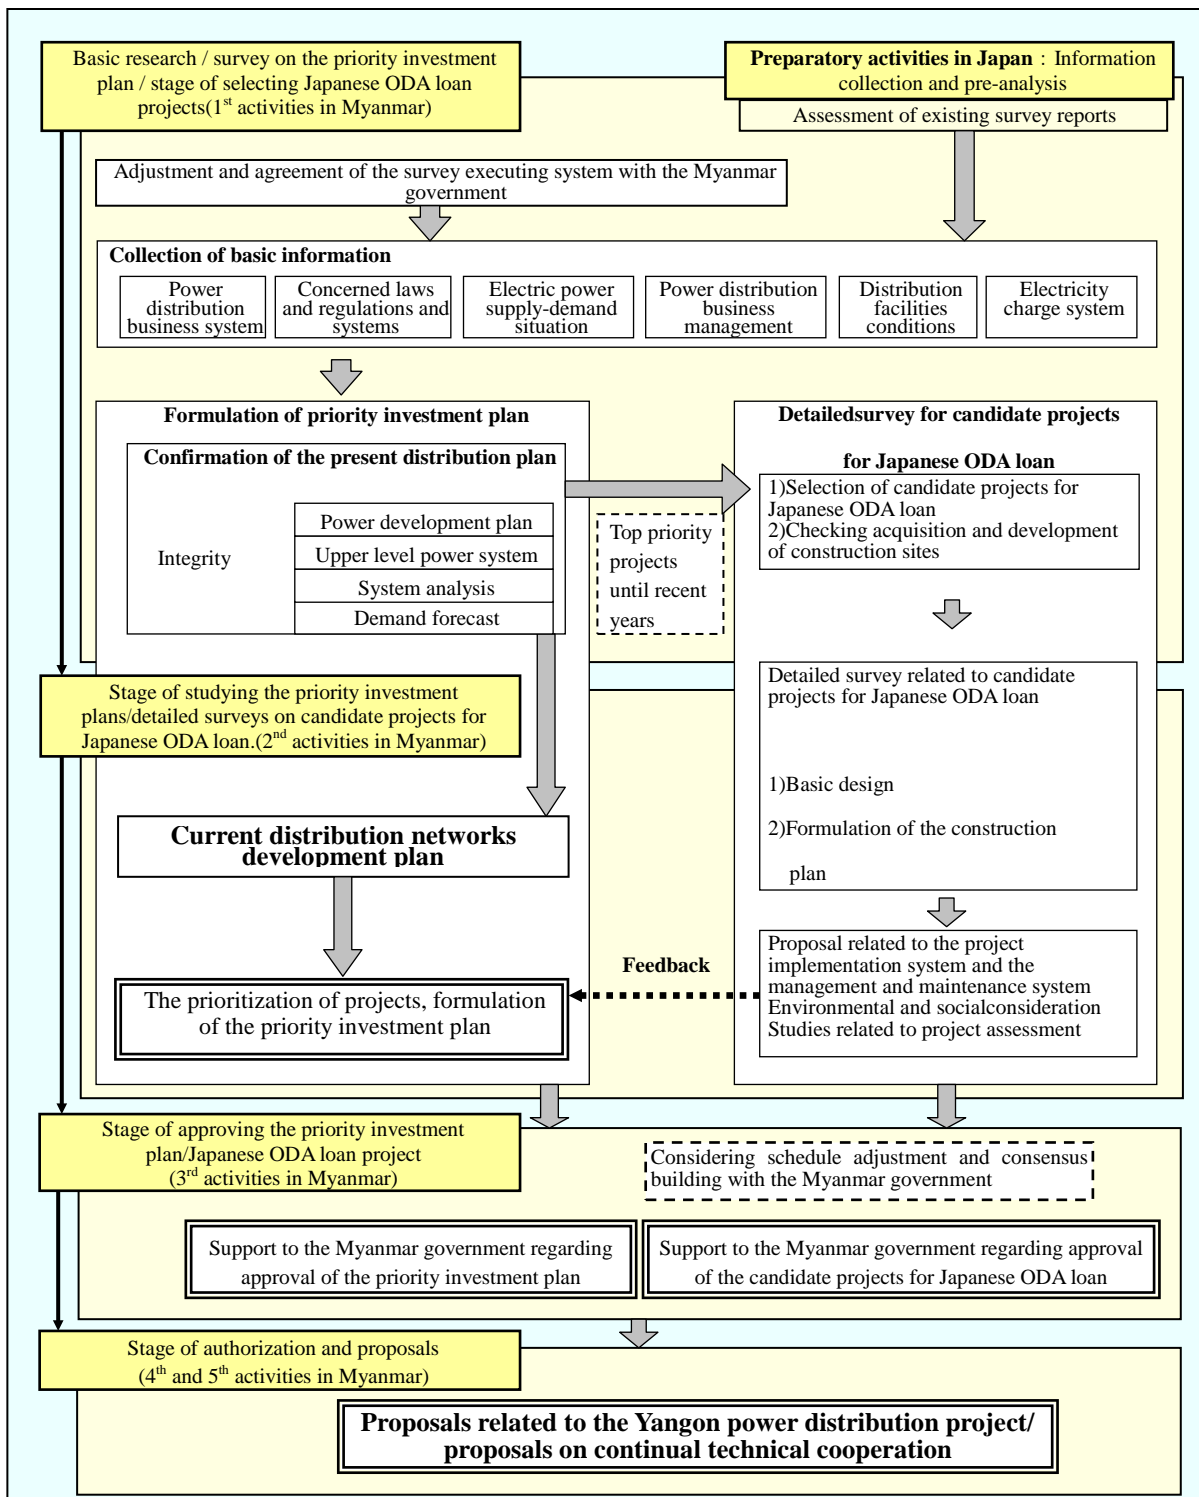 Basic research / survey on the priority investment
plan / stage of selecting Japanese ODA loan
projects(1st activities in Myanmar)
Preparatory activities in Japan : Information
collection and pre-analysis
Assessment of existing survey reports
Adjustment and agreement of the survey executing system with the Myanmar
government
Collection of basic information
Power
distribution
business system
Concerned laws
and regulations and
systems
Electric power
supply-demand
situation
Power distribution
business
management
Distribution
facilities
conditions
Electricity
charge system
Formulation of priority investment plan
Confirmation of the present distribution plan
Integrity
Power development plan
Upper level power system
System analysis
Demand forecast
Top priority
projects
until recent
years
Detailedsurvey for candidate projects
for Japanese ODA loan
1)Selection of candidate projects for
Japanese ODA loan
2)Checking acquisition and development
of construction sites
Stage of studying the priority investment
plans/detailed surveys on candidate projects for
Japanese ODA loan.(2nd activities in Myanmar)
Detailed survey related to candidate
projects for Japanese ODA loan
1)Basic design
2)Formulation of the construction
plan
Current distribution networks
development plan
Feedback
The prioritization of projects, formulation
of the priority investment plan
Proposal related to the project
implementation system and the
management and maintenance system
Environmental and socialconsideration
Studies related to project assessment
Stage of approving the priority investment
plan/Japanese ODA loan project
(3rd activities in Myanmar)
Considering schedule adjustment and consensus
building with the Myanmar government
Support to the Myanmar government regarding
approval of the priority investment plan
Support to the Myanmar government regarding approval
of the candidate projects for Japanese ODA loan
Stage of authorization and proposals
(4th and 5th activities in Myanmar)
Proposals related to the Yangon power distribution project/
proposals on continual technical cooperation